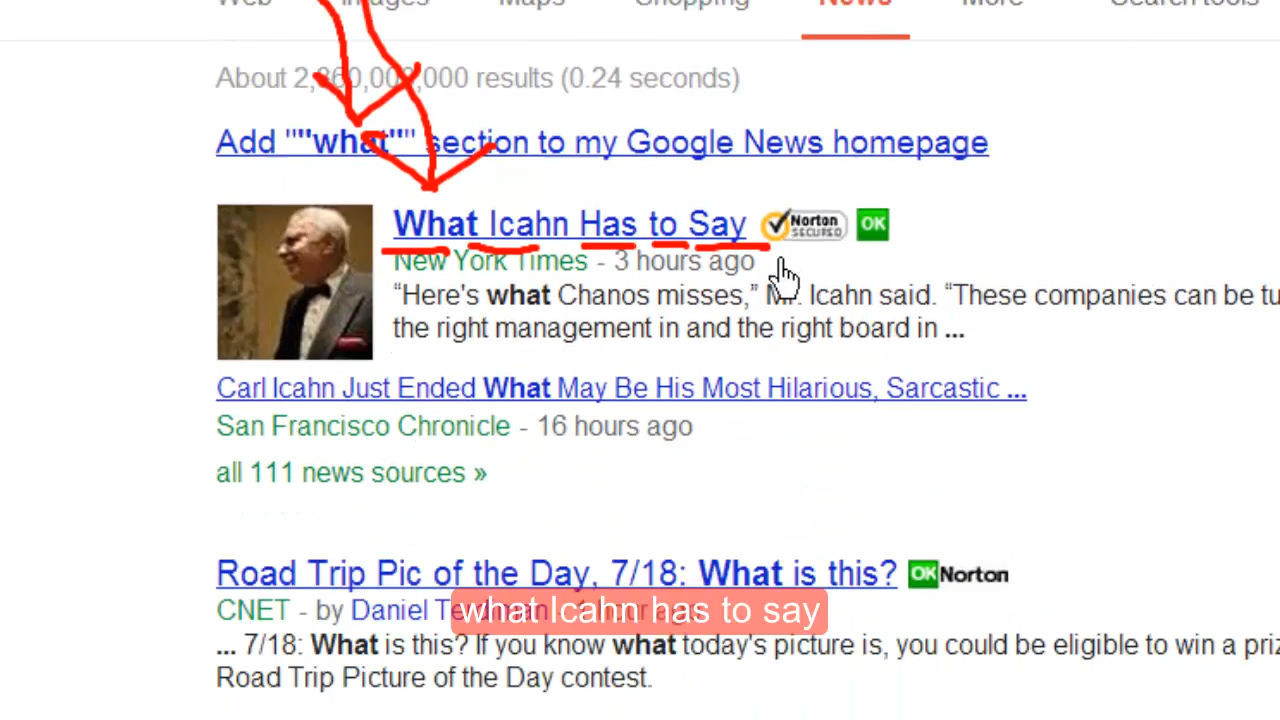 Web Images Maps Shopping News More Search tools
About 2, 000 results (0.24 seconds)
Add ""what"" section to my Google News homepage
What Icahn Has to Say Norton SECURED OK
New York Times - 3 hours ago
“Here's what Chanos misses,” Mr. Icahn said. “These companies can be tu
the right management in and the right board in ...
Carl Icahn Just Ended What May Be His Most Hilarious, Sarcastic ...
San Francisco Chronicle - 16 hours ago
all 111 news sources »
Road Trip Pic of the Day, 7/18: What is this? OK Norton
CNET - by Daniel hour ago
what Icahn has to say
... 7/18: What is this? If you know what today's picture is, you could be eligible to win a priz
Road Trip Picture of the Day contest.